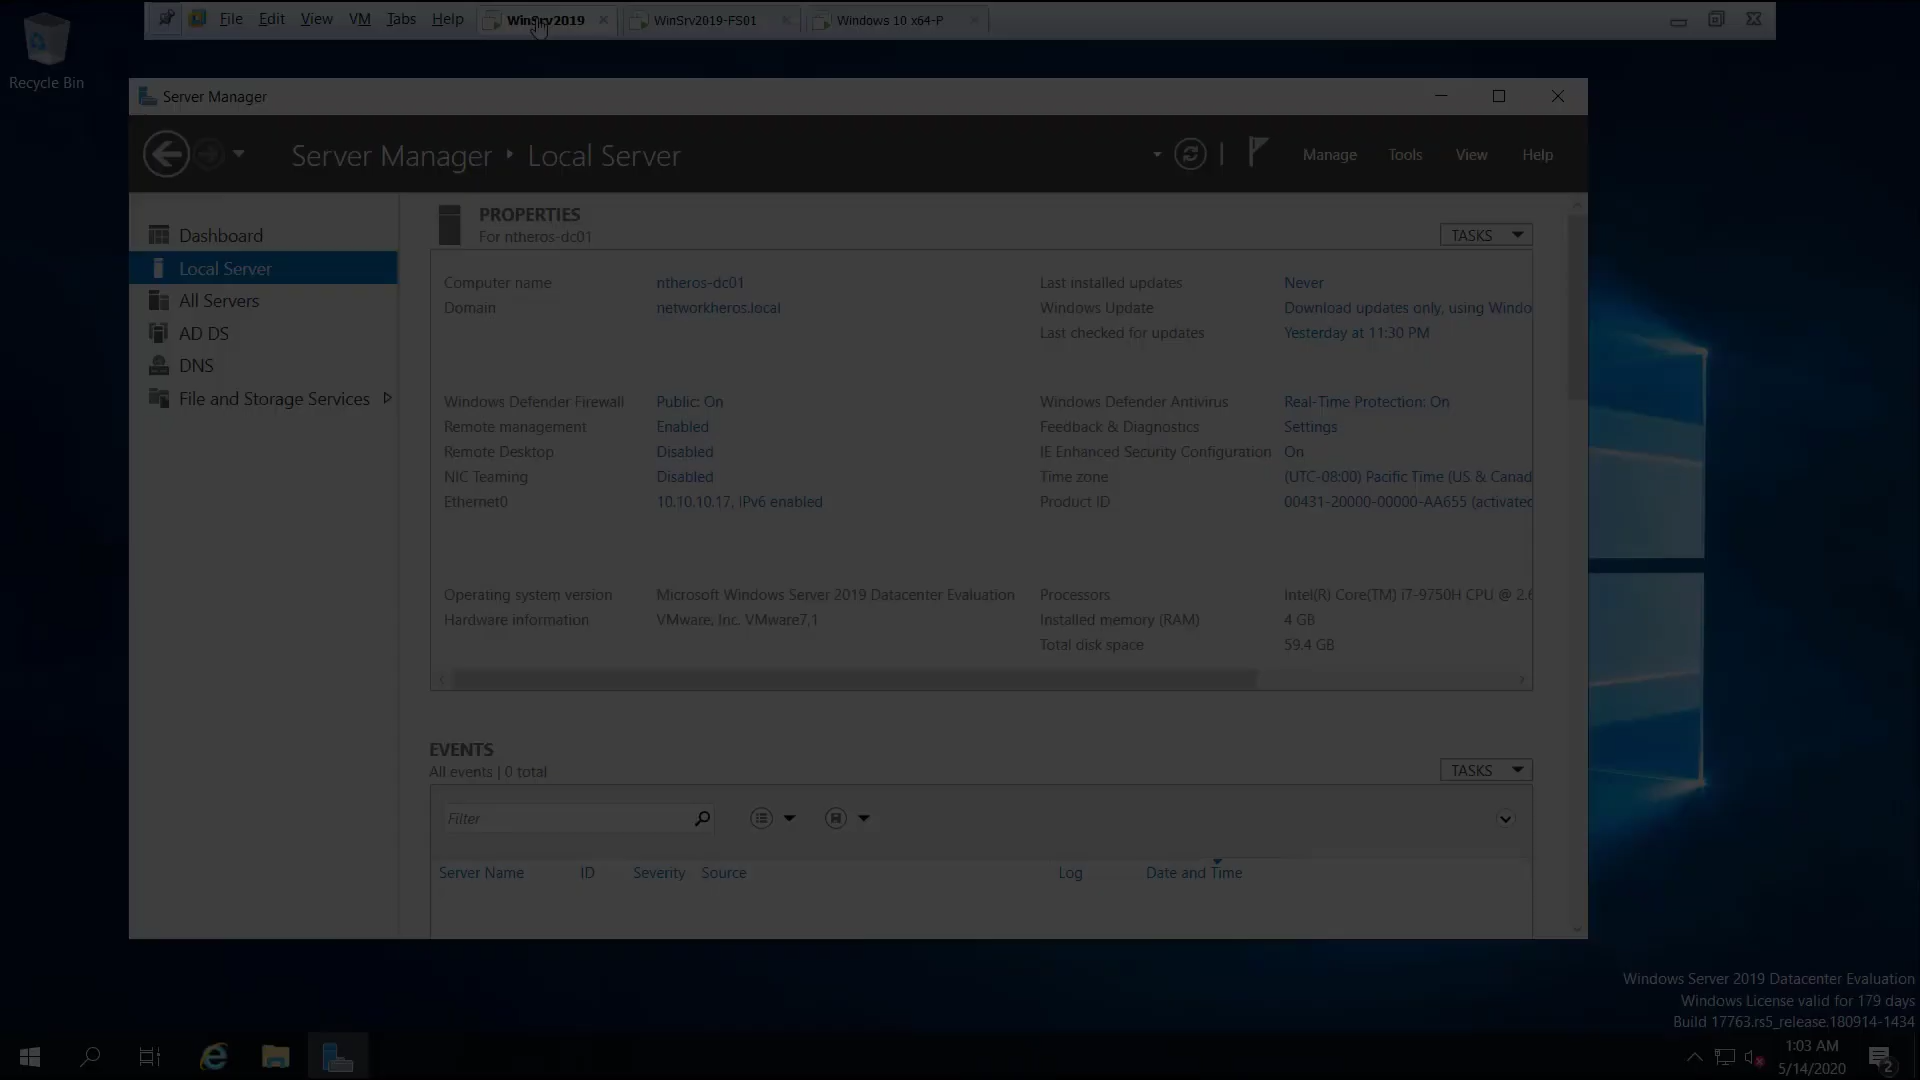 File Edit View VM Tabs Help WinSrv2019 WinSrv2019-FS01 Windows 10 x64-P
Recycle Bin
Server Manager
Server Manager Local Server
Manage Tools View Help
Dashboard
Local Server
All Servers
AD DS
DNS
File and Storage Services
PROPERTIES
For ntheros-dc01
TASKS
Computer name ntheros-dc01 Last installed updates Never
Domain networkheros.local Windows Update Download updates only, using Windo
Last checked for updates Yesterday at 11:30 PM
Windows Defender Firewall Public: On Windows Defender Antivirus Real-Time Protection: On
Remote management Enabled Feedback & Diagnostics Settings
Remote Desktop Disabled IE Enhanced Security Configuration On
NIC Teaming Disabled Time zone (UTC-08:00) Pacific Time (US & Canad
Ethernet0 10.10.10.17, IPv6 enabled Product ID 00431-20000-00000-AA655 (activated
Operating system version Microsoft Windows Server 2019 Datacenter Evaluation Processors Intel(R) Core(TM) i7-9750H CPU @ 2.6
Hardware information VMware, Inc. VMware7,1 Installed memory (RAM) 4 GB
Total disk space 59.4 GB
EVENTS
All events | 0 total
TASKS
Filter
Server Name ID Severity Source Log Date and Time
Windows Server 2019 Datacenter Evaluation
Windows License valid for 179 days
Build 17763.rs5_release.180914-1434
1:03 AM
5/14/2020
2